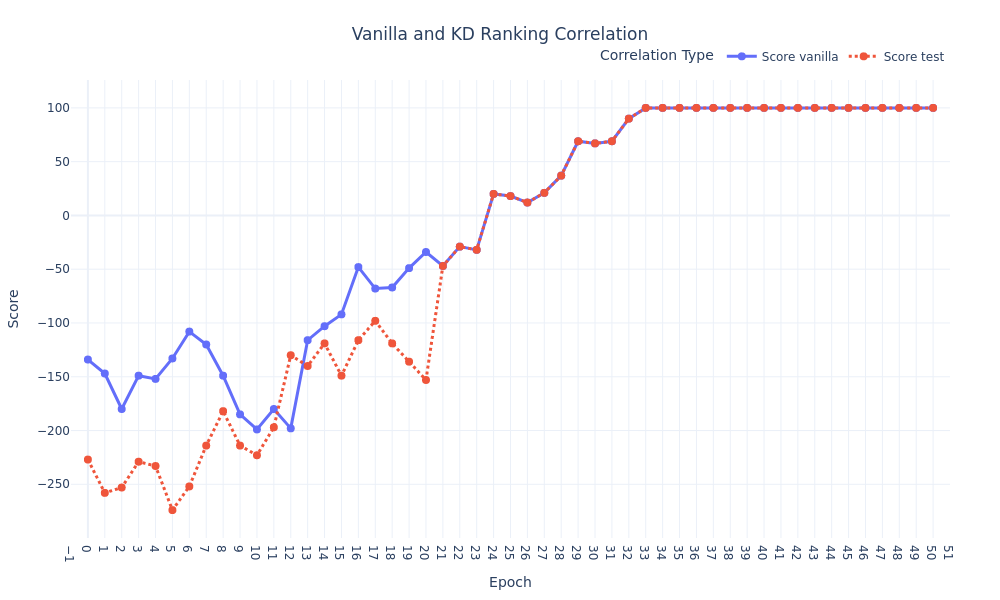 Vanilla and KD Ranking Correlation
Correlation Type Score vanilla Score test
100
50
0
−50
−100
−150
−200
−250
Score
−1 0 1 2 3 4 5 6 7 8 9 10 11 12 13 14 15 16 17 18 19 20 21 22 23 24 25 26 27 28 29 30 31 32 33 34 35 36 37 38 39 40 41 42 43 44 45 46 47 48 49 50 51
Epoch